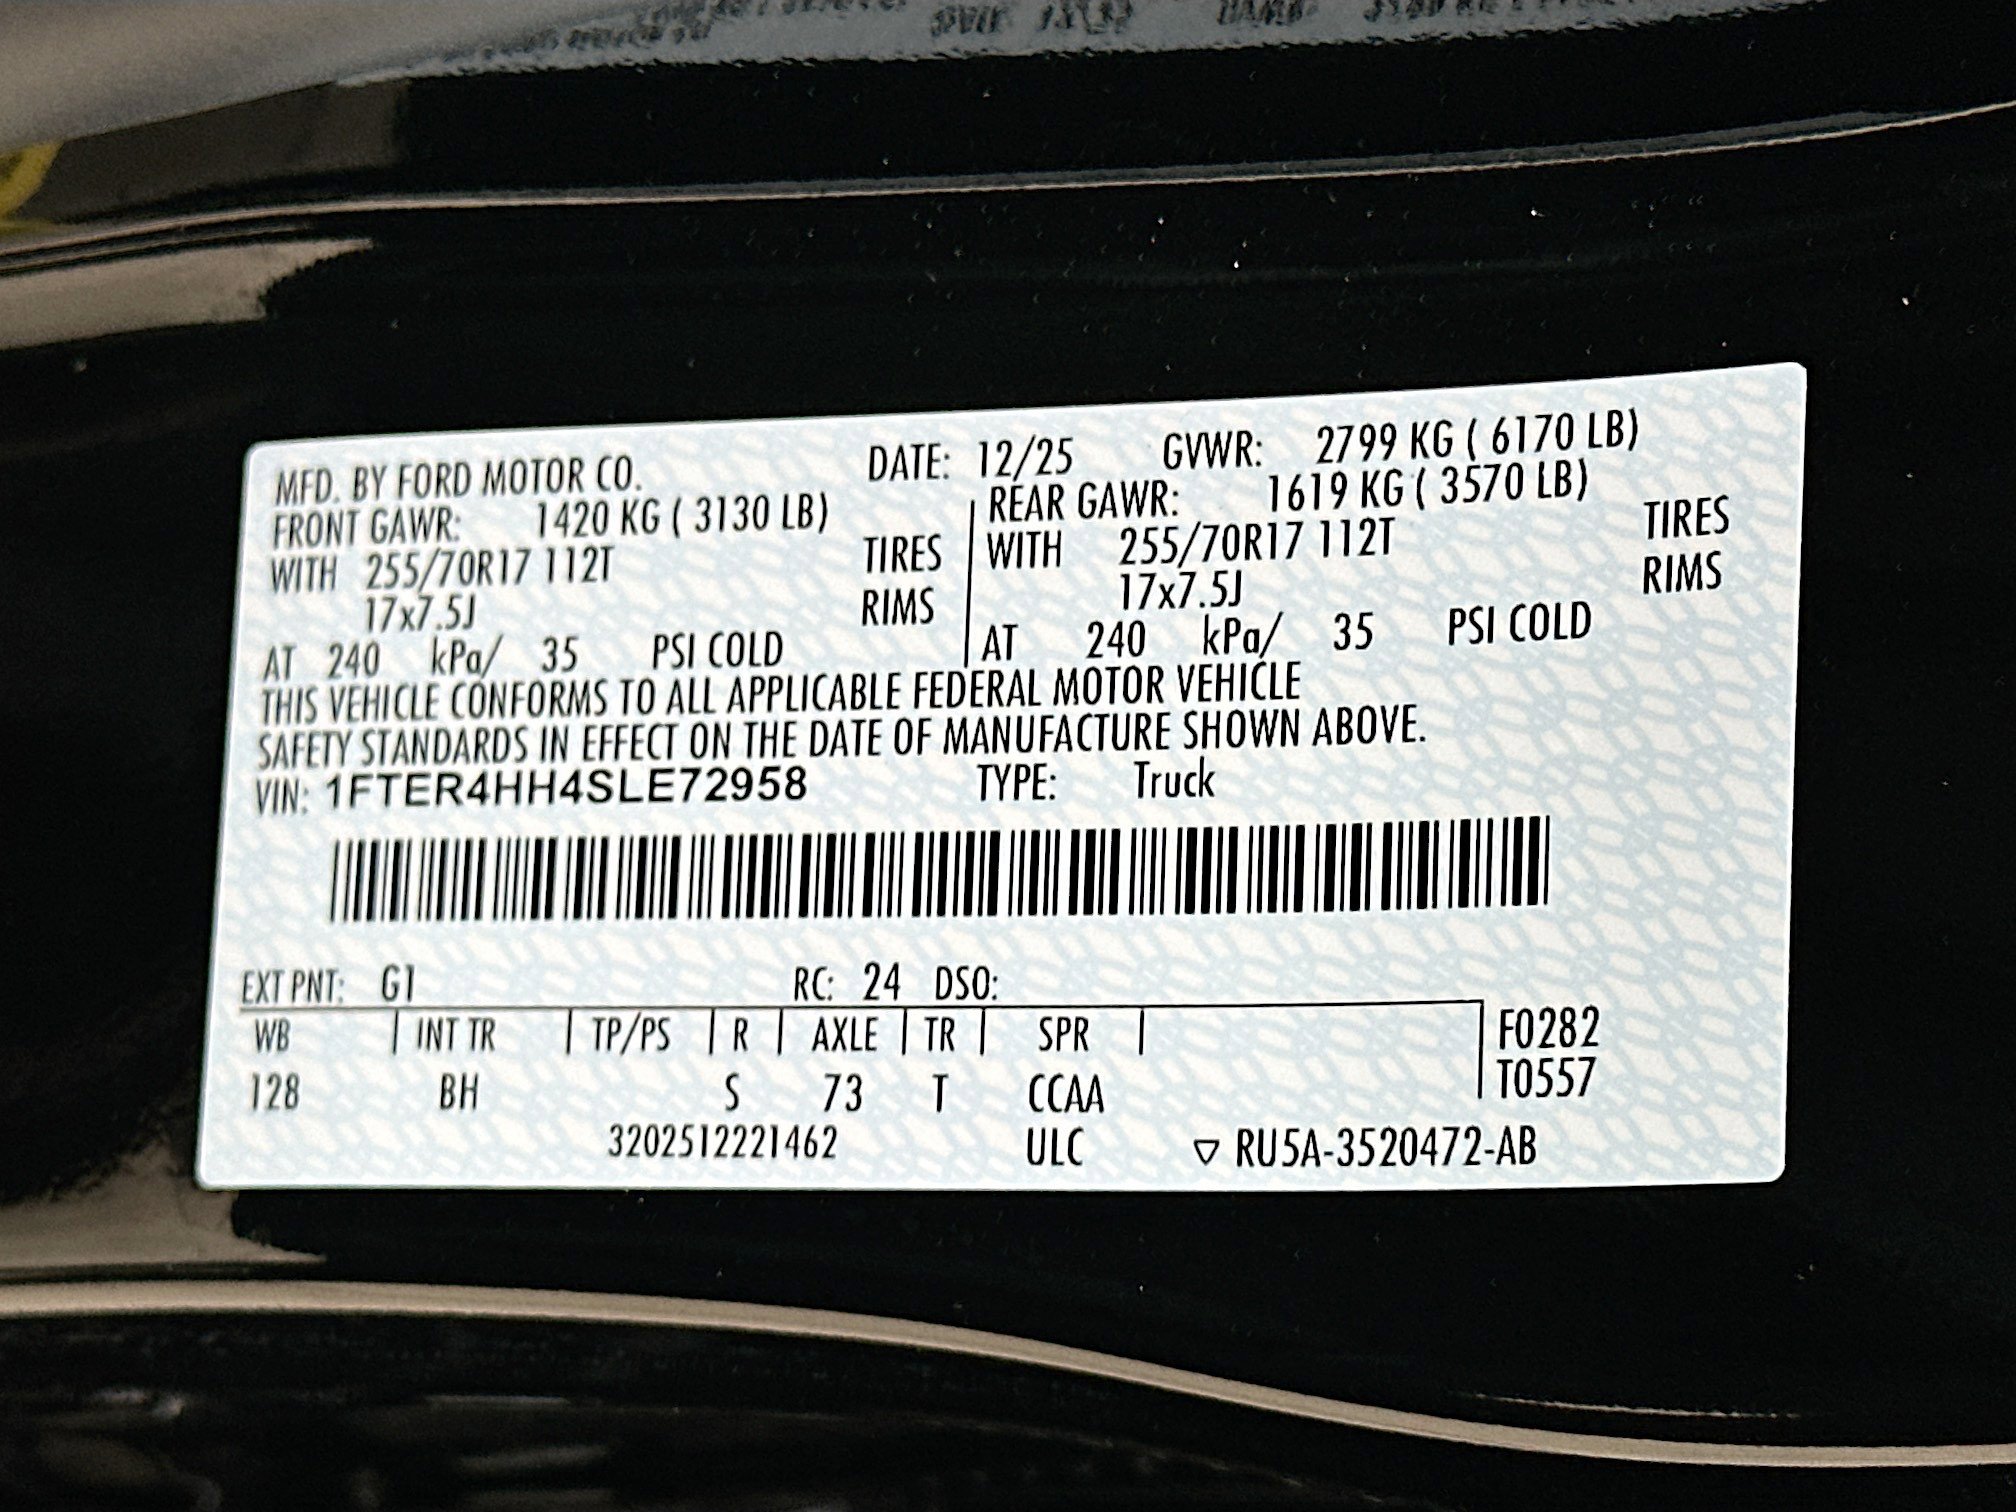 MFD. BY FORD MOTOR CO. DATE: 12/25 GVWR: 2799 KG ( 6170 LB)
FRONT GAWR: 1420 KG ( 3130 LB) REAR GAWR: 1619 KG ( 3570 LB)
WITH 255/70R17 112T TIRES WITH 255/70R17 112T TIRES
17x7.5J RIMS 17x7.5J RIMS
AT 240 kPa/ 35 PSI COLD AT 240 kPa/ 35 PSI COLD
THIS VEHICLE CONFORMS TO ALL APPLICABLE FEDERAL MOTOR VEHICLE
SAFETY STANDARDS IN EFFECT ON THE DATE OF MANUFACTURE SHOWN ABOVE.
VIN: 1FTER4HH4SLE72958 TYPE: Truck
EXT PNT: G1 RC: 24 DSO:
WB INT TR TP/PS R AXLE TR SPR F0282
T0557
128 BH S 73 T CCAA
3202512221462 ULC ▽ RU5A-3520472-AB